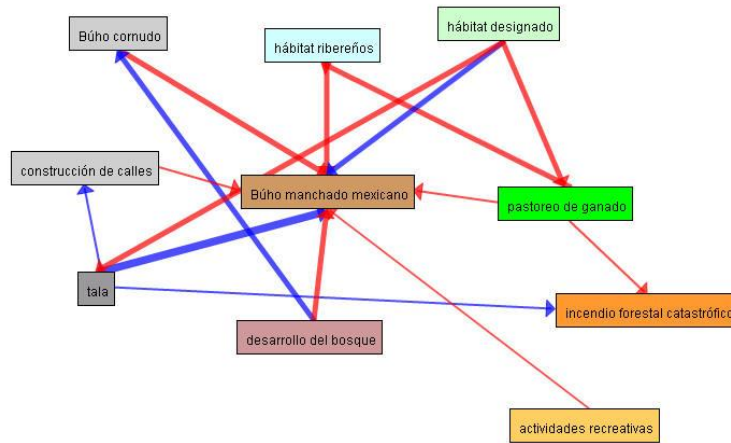 Búho cornudo
hábitat ribereños
hábitat designado
construcción de calles
Búho manchado mexicano
pastoreo de ganado
tala
incendio forestal catastrófico
desarrollo del bosque
actividades recreativas